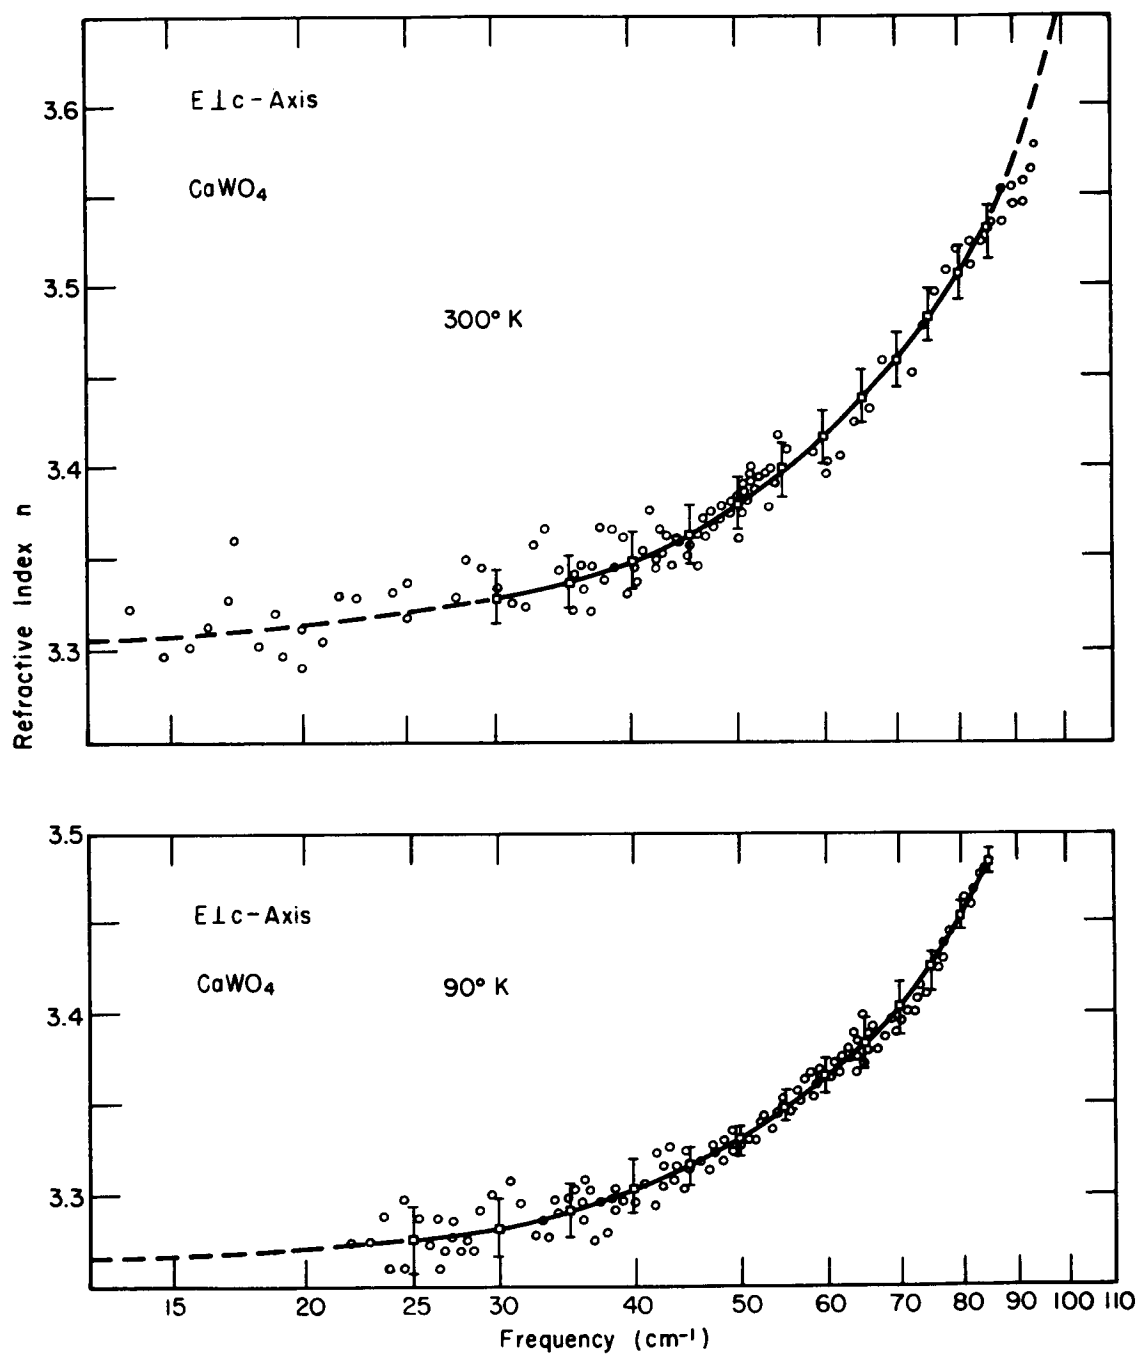 3.6
3.5
3.4
3.3
E⊥c-Axis
CaWO₄
300° K
Refractive Index n
3.5
3.4
3.3
E⊥c-Axis
CaWO₄
90° K
15 20 25 30 40 50 60 70 80 90 100 110
Frequency (cm⁻¹)